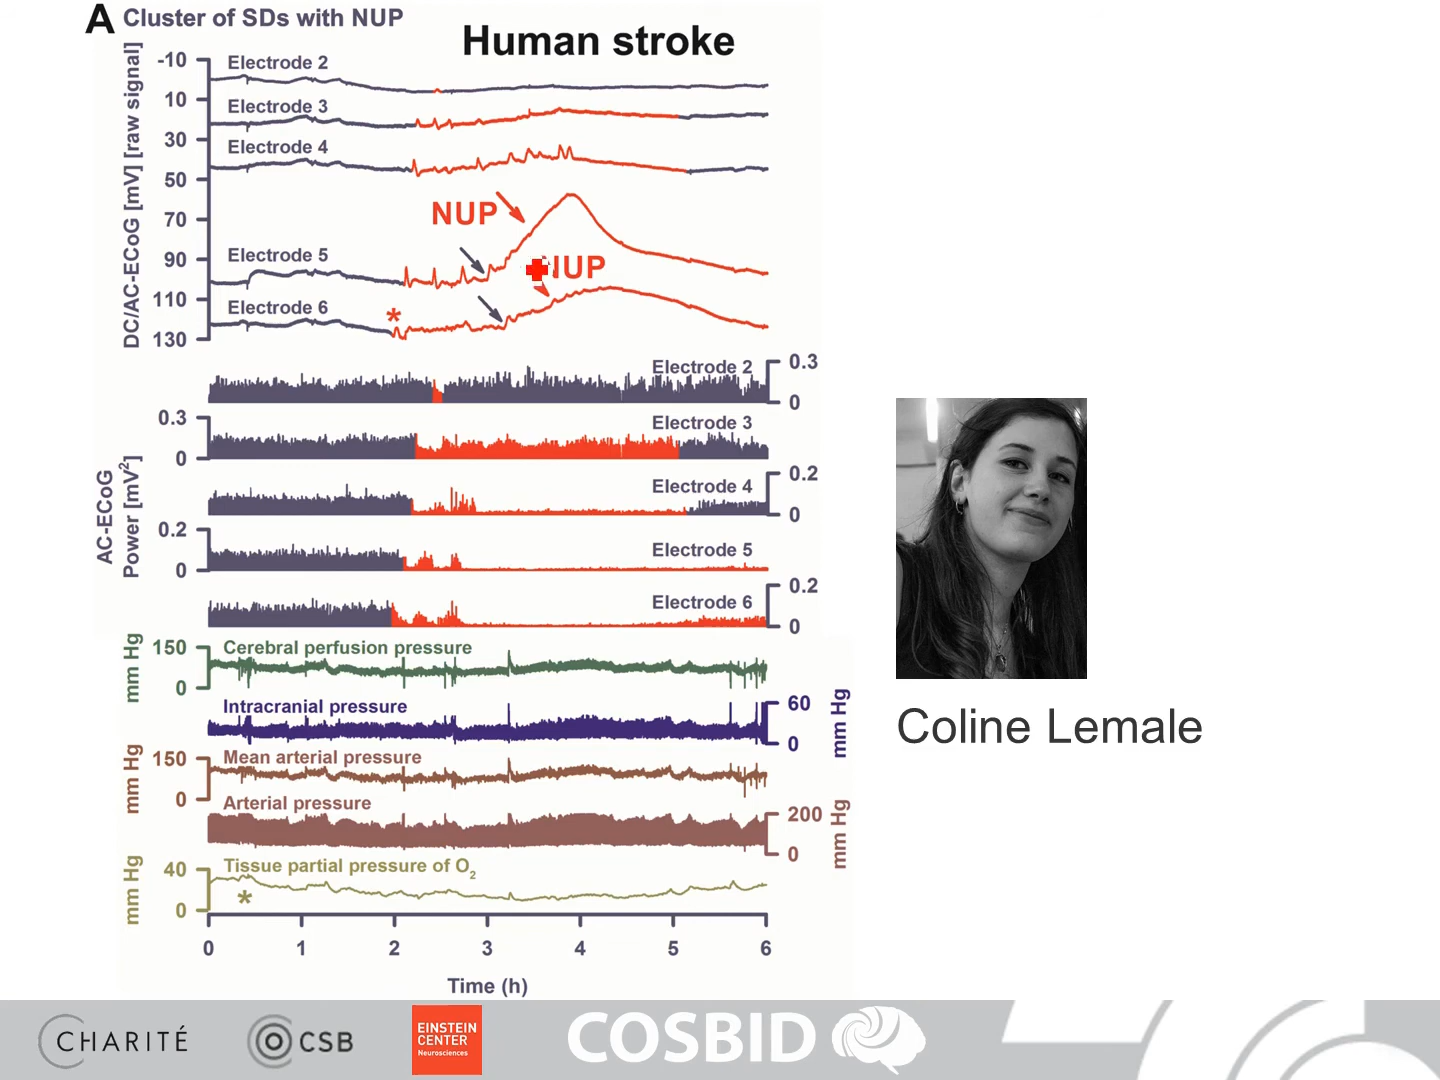 A Cluster of SDs with NUP
Human stroke
DC/AC-ECoG [mV] [raw signal]
-10
10
30
50
70
90
110
130
Electrode 2
Electrode 3
Electrode 4
NUP
Electrode 5
NUP
Electrode 6
*
AC-ECoG
Power [mV²]
Electrode 2
0.3
0
Electrode 3
0.3
0
Electrode 4
0.2
0
Electrode 5
0.2
0
Electrode 6
0.2
0
mm Hg
150
0
Cerebral perfusion pressure
Intracranial pressure
60
0
mm Hg
mm Hg
150
0
Mean arterial pressure
Arterial pressure
200
0
mm Hg
mm Hg
40
0
Tissue partial pressure of O₂
*
0 1 2 3 4 5 6
Time (h)
Coline Lemale
CHARITÉ
CSB
EINSTEIN
CENTER
Neurosciences
COSBID